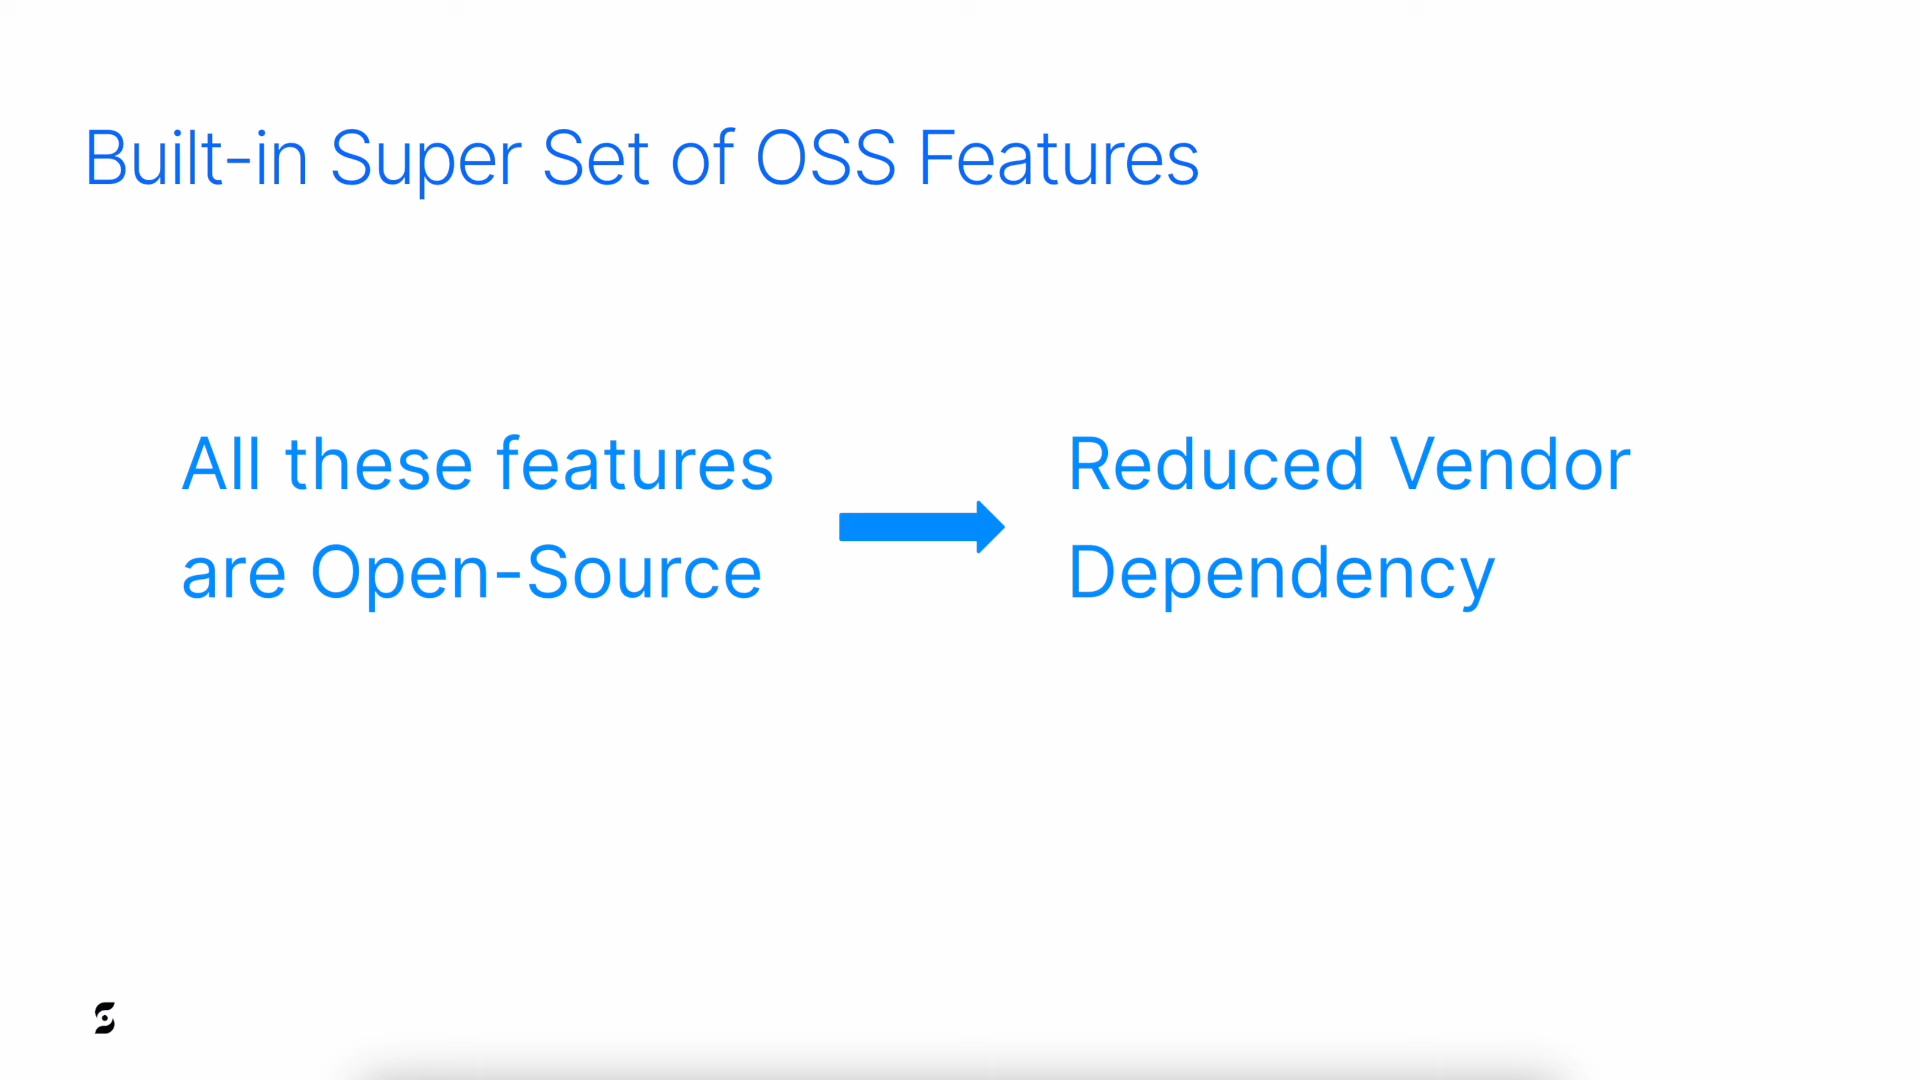 Built-in Super Set of OSS Features
All these features
are Open-Source
Reduced Vendor
Dependency